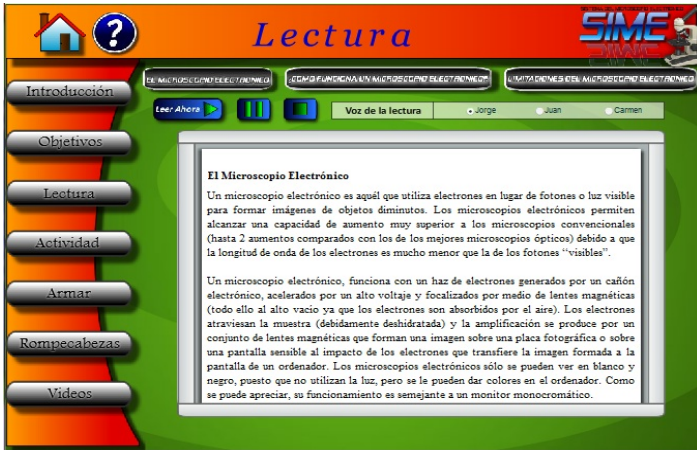 Lectura
SISTEMA DEL MICROSCOPIO ELECTRÓNICO
SIME
EL MICROSCOPIO ELECTRÓNICO
¿COMO FUNCIONA UN MICROSCOPIO ELECTRONICO?
LIMITACIONES DEL MICROSCOPIO ELECTRÓNICO
Leer Ahora
Voz de la lectura
Jorge
Juan
Carmen
Introducción
Objetivos
Lectura
Actividad
Armar
Rompecabezas
Videos
El Microscopio Electrónico
Un microscopio electrónico es aquél que utiliza electrones en lugar de fotones o luz visible
para formar imágenes de objetos diminutos. Los microscopios electrónicos permiten
alcanzar una capacidad de aumento muy superior a los microscopios convencionales
(hasta 2 aumentos comparados con los de los mejores microscopios ópticos) debido a que
la longitud de onda de los electrones es mucho menor que la de los fotones “visibles”.
Un microscopio electrónico, funciona con un haz de electrones generados por un cañón
electrónico, acelerados por un alto voltaje y focalizados por medio de lentes magnéticas
(todo ello al alto vacio ya que los electrones son absorbidos por el aire). Los electrones
atraviesan la muestra (debidamente deshidratada) y la amplificación se produce por un
conjunto de lentes magnéticas que forman una imagen sobre una placa fotográfica o sobre
una pantalla sensible al impacto de los electrones que transfiere la imagen formada a la
pantalla de un ordenador. Los microscopios electrónicos sólo se pueden ver en blanco y
negro, puesto que no utilizan la luz, pero se le pueden dar colores en el ordenador. Como
se puede apreciar, su funcionamiento es semejante a un monitor monocromático.